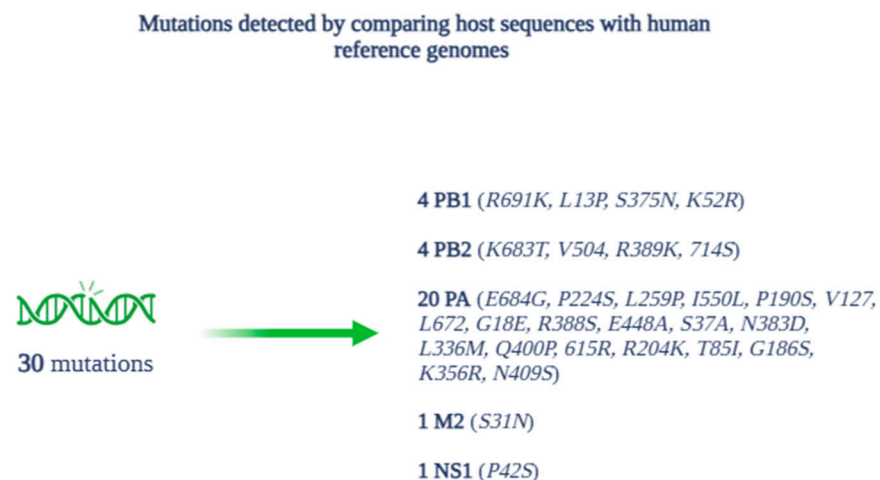 Mutations detected by comparing host sequences with human
reference genomes
4 PB1 (R691K, L13P, S375N, K52R)
4 PB2 (K683T, V504, R389K, 714S)
20 PA (E684G, P224S, L259P, I550L, P190S, V127,
L672, G18E, R388S, E448A, S37A, N383D,
L336M, Q400P, 615R, R204K, T85I, G186S,
K356R, N409S)
30 mutations
1 M2 (S31N)
1 NS1 (P42S)